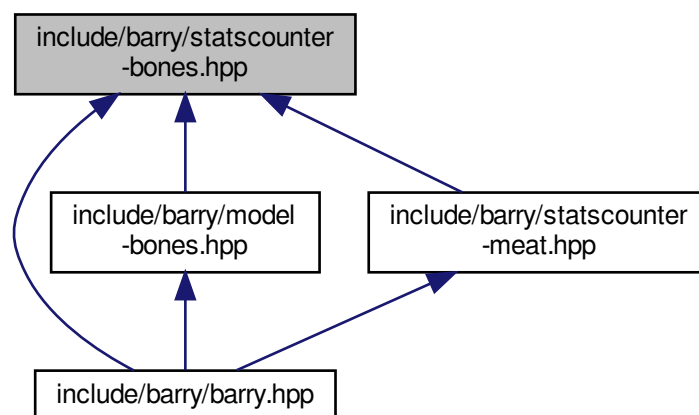 include/barry/statscounter
-bones.hpp
include/barry/model
-bones.hpp
include/barry/statscounter
-meat.hpp
include/barry/barry.hpp